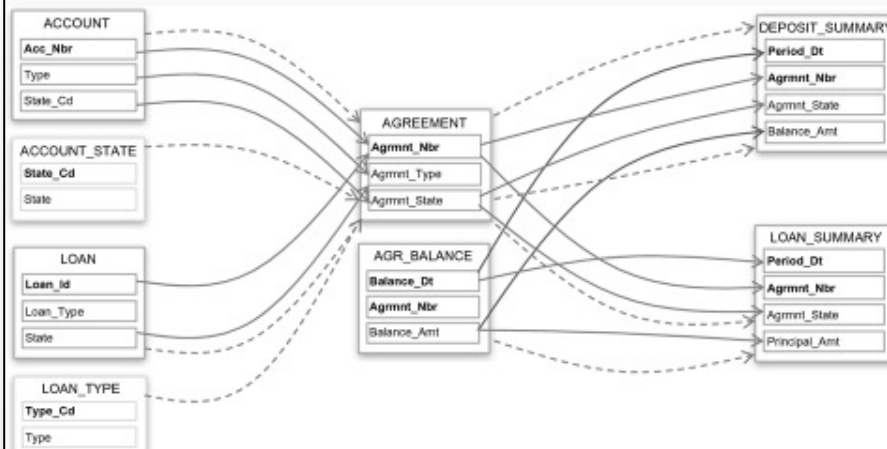 ACCOUNT
Acc_Nbr
Type
State_Cd
ACCOUNT_STATE
State_Cd
State
LOAN
Loan_Id
Loan_Type
State
LOAN_TYPE
Type_Cd
Type
AGREEMENT
Agrmnt_Nbr
Agrmnt_Type
Agrmnt_State
AGR_BALANCE
Balance_Dt
Agrmnt_Nbr
Balance_Amt
DEPOSIT_SUMMARY
Period_Dt
Agrmnt_Nbr
Agrmnt_State
Balance_Amt
LOAN_SUMMARY
Period_Dt
Agrmnt_Nbr
Agrmnt_State
Principal_Amt